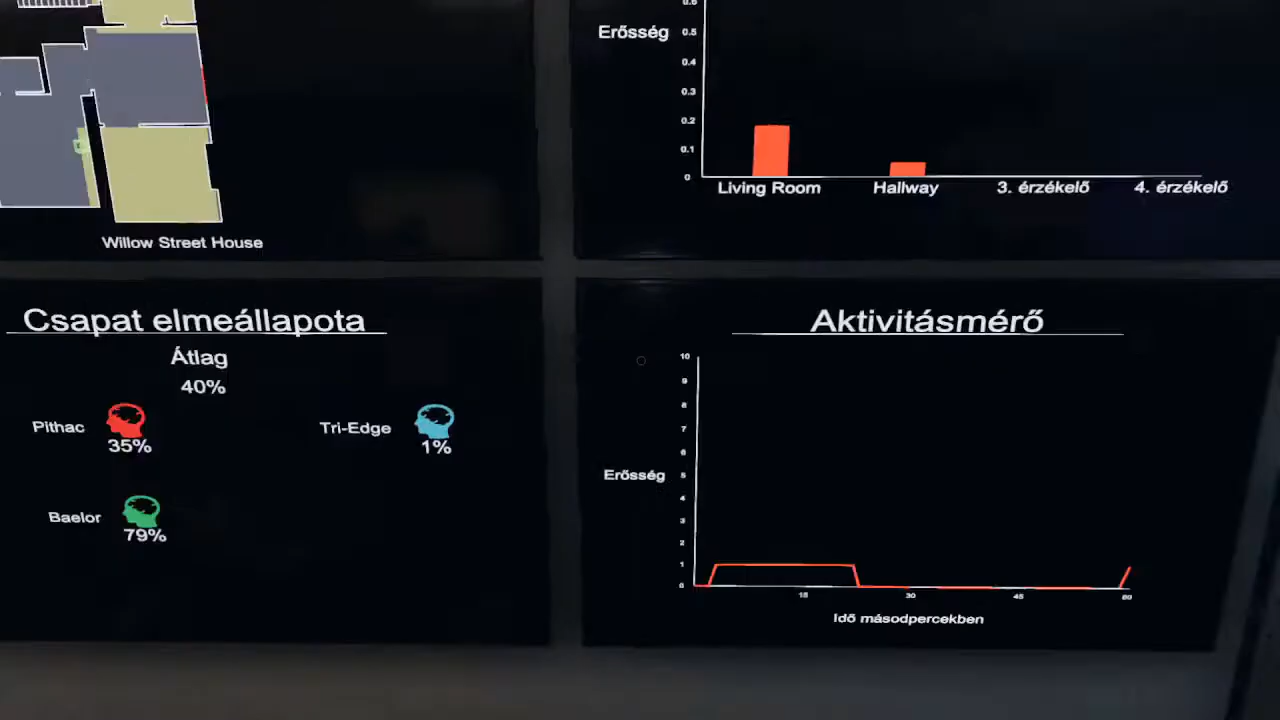 Willow Street House
0.6
Erősség
0.5
0.4
0.3
0.2
0.1
0
Living Room
Hallway
3. érzékelő
4. érzékelő
Csapat elmeállapota
Átlag
40%
Pithac
35%
Tri-Edge
1%
Baelor
79%
Aktivitásmérő
10
9
8
7
6
Erősség
5
4
3
2
1
0
15
30
45
60
Idő másodpercekben